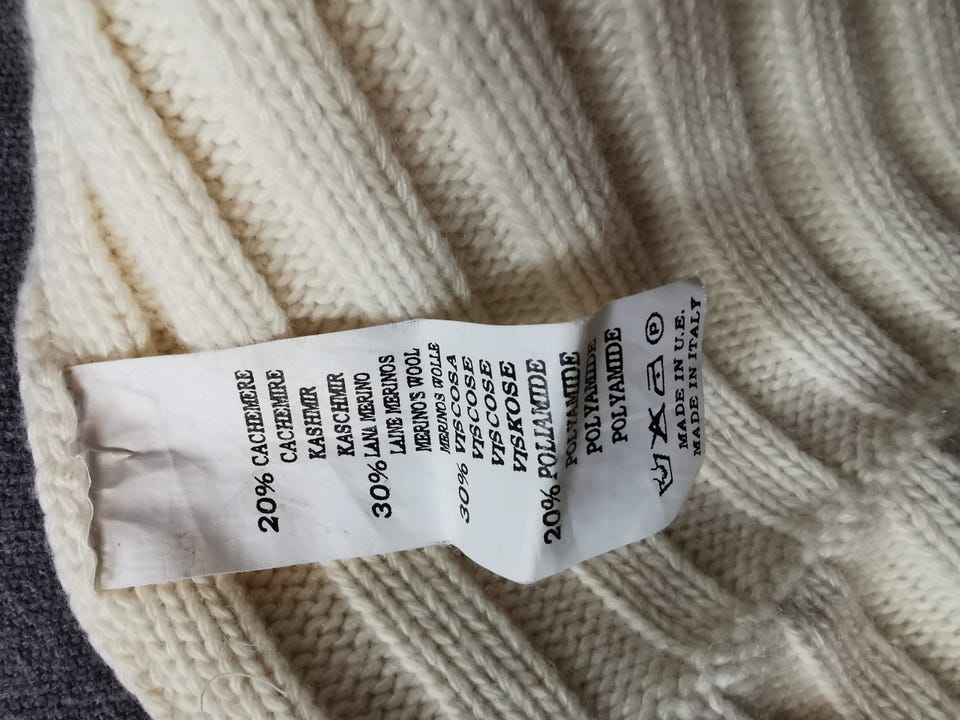 20% CACHEMERE
CACHEMIRE
KASHMIR
KASCHMIR
30% LANA MERINO
LAINE MERINOS
MERINO'S WOOL
MERINOS WOLLE
30% VISCOSA
VISCOSE
VISCOSE
VISKOSE
20% POLIAMIDE
POLYAMIDE
POLYAMIDE
POLYAMIDE
P
MADE IN U.E.
MADE IN ITALY